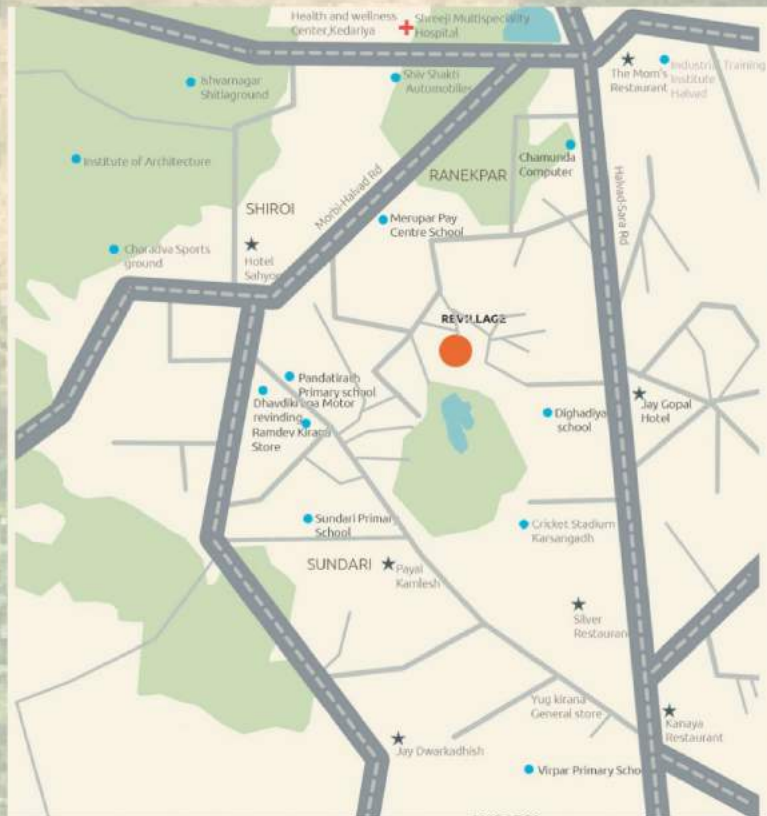 Health and wellness
Center,Kedariya
Shreeji Multispeciality
Hospital
The Mom's
Restaurant
Industrial Training
Institute
Halvad
Ishvarnagar
Shitlaground
Shiv Shakti
Automobiles
Institute of Architecture
Chamunda
Computer
RANEKPAR
Morbi-Halvad Rd
Halvad-Sara Rd
SHIROI
Merupar Pay
Centre School
Charadva Sports
ground
Hotel
REVILLAGE
Pandatirath
Primary school
Motor
revinding
Ramdev Kirana
Store
Dighadiya
school
Jay Gopal
Hotel
Sundari Primary
School
Cricket Stadium
Karsangadh
SUNDARI
Payal
Kamlesh
Silver
Restaurant
Yug kirana
General store
Kanaya
Restaurant
Jay Dwarkadhish
Virpar Primary Schoo